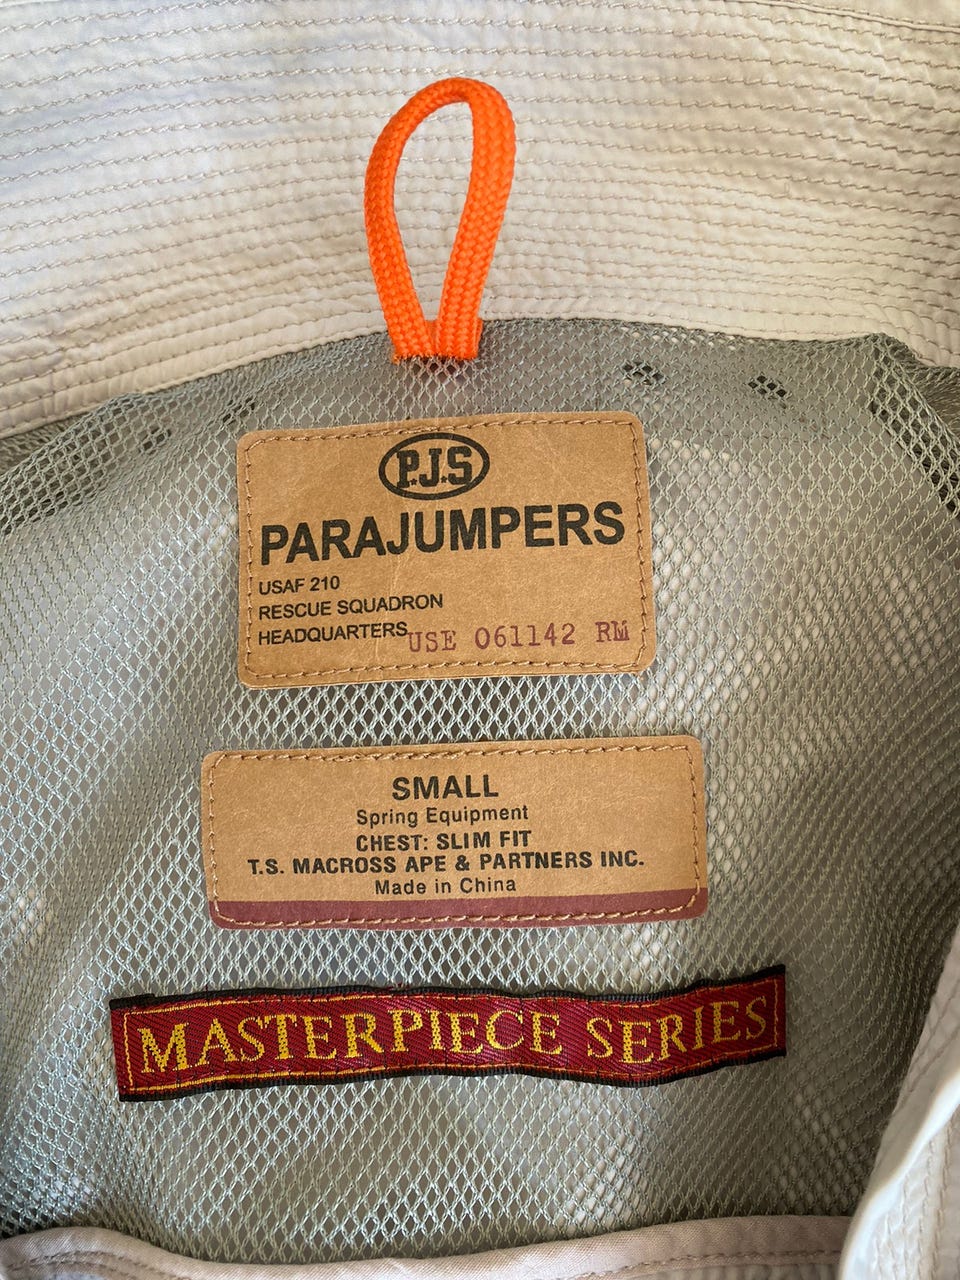 P.J.S
PARAJUMPERS
USAF 210
RESCUE SQUADRON
HEADQUARTERS USE 061142 RM
SMALL
Spring Equipment
CHEST: SLIM FIT
T.S. MACROSS APE & PARTNERS INC.
Made in China
MASTERPIECE SERIES